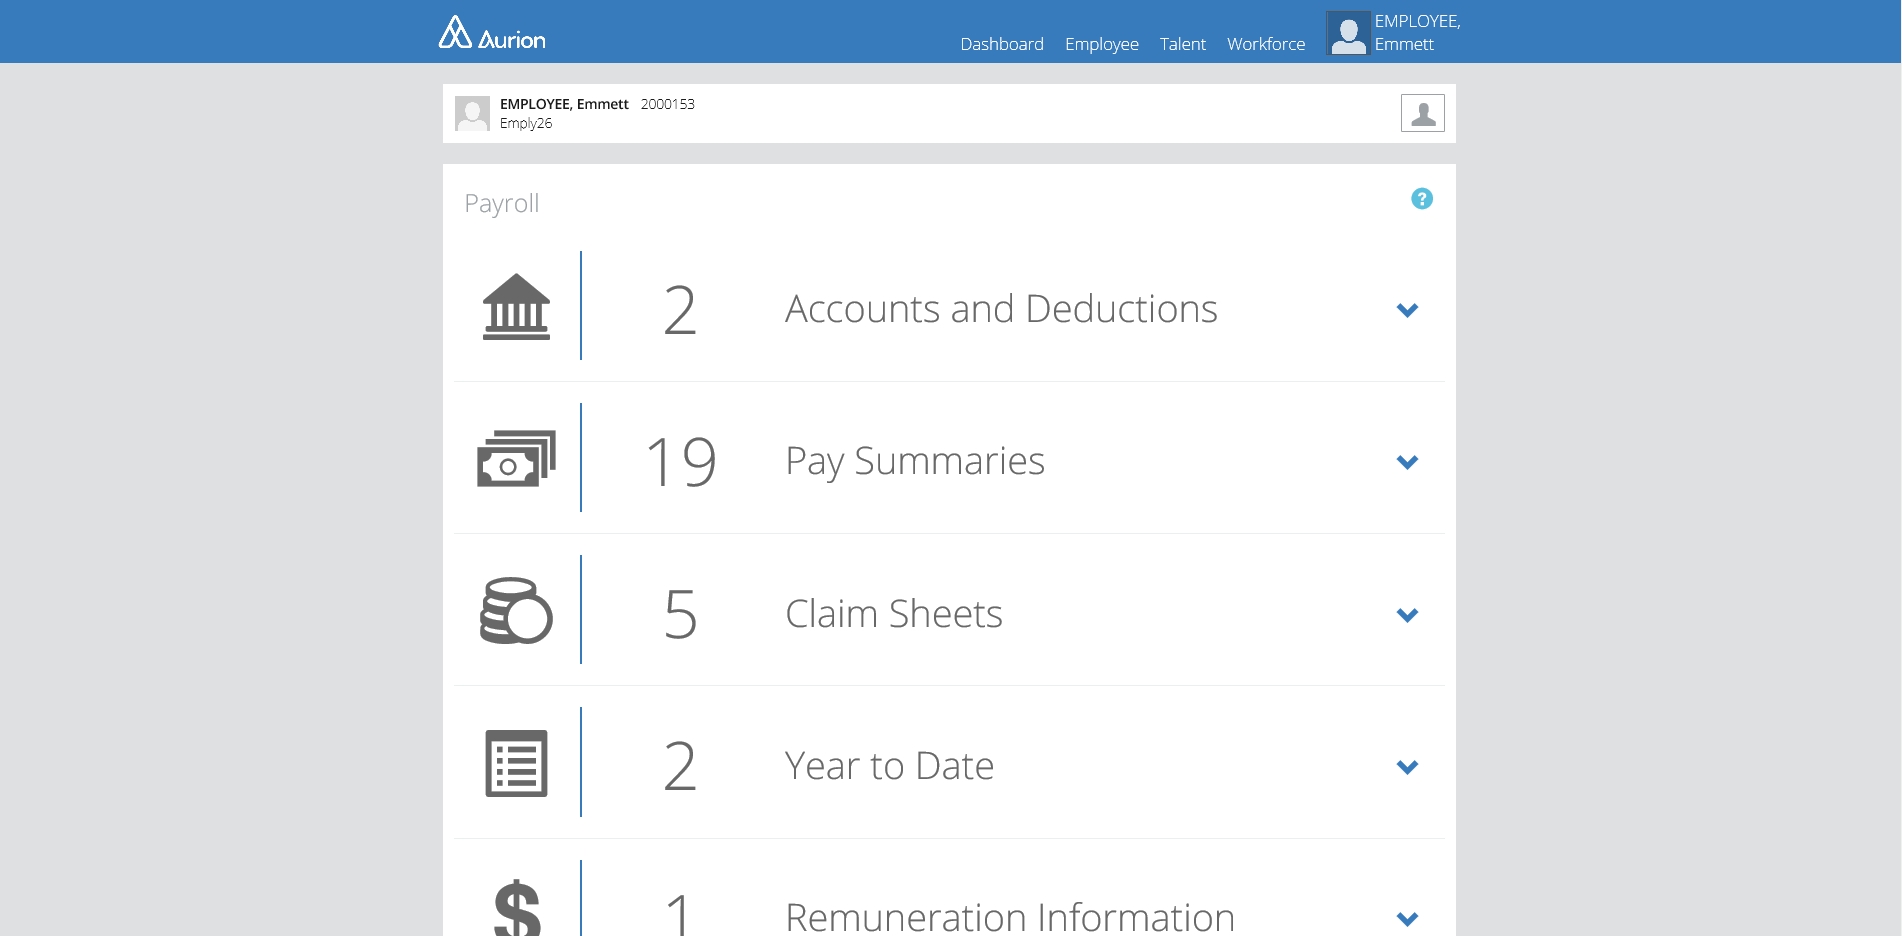 Aurion
Dashboard Employee Talent Workforce
EMPLOYEE,
Emmett
EMPLOYEE, Emmett 2000153
Emply26
Payroll
?
2 Accounts and Deductions
19 Pay Summaries
5 Claim Sheets
2 Year to Date
$ 1 Remuneration Information